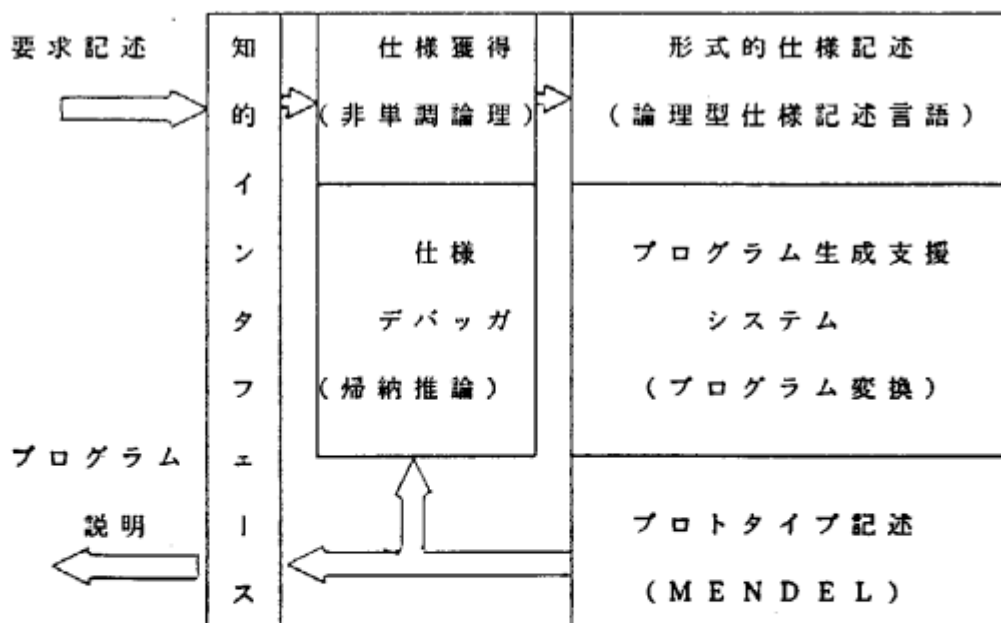 要求記述
知的インタフェース
仕様獲得
(非単調論理)
形式的仕様記述
(論理型仕様記述言語)
仕様
デバッガ
(帰納推論)
プログラム生成支援
システム
(プログラム変換)
プログラム
説明
プロトタイプ記述
(MENDEL)